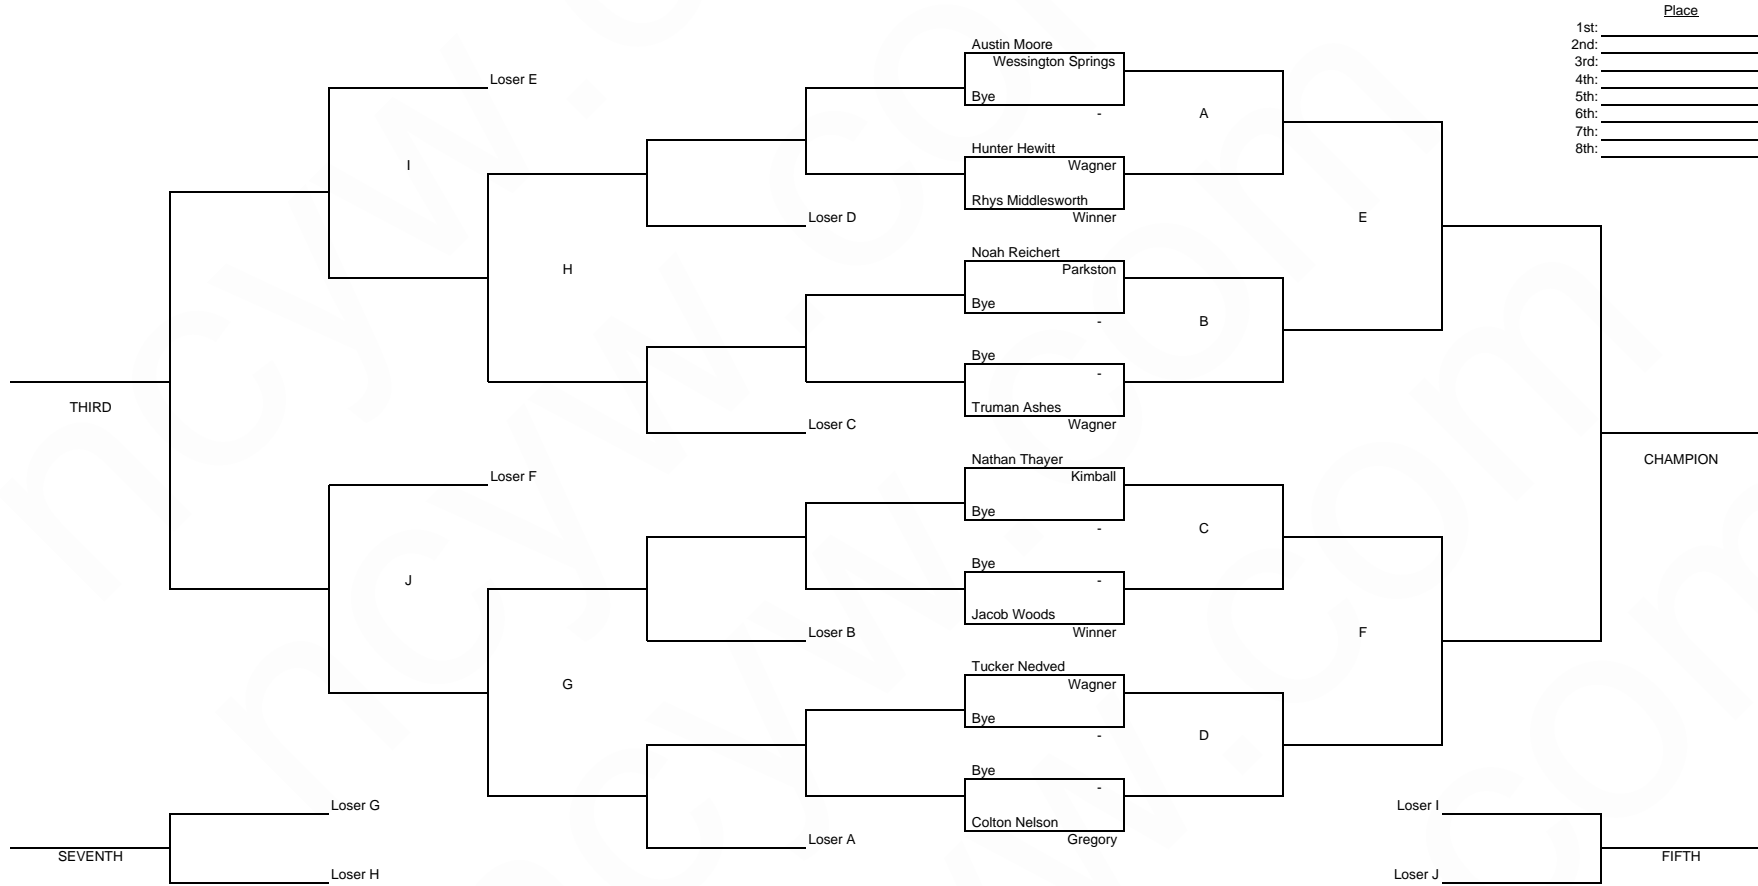 Place
1st:
2nd:
3rd:
4th:
5th:
6th:
7th:
8th:
Austin Moore
Wessington Springs
Bye
-
A
Loser E
I
Hunter Hewitt
Wagner
Rhys Middlesworth
Winner
Loser D
E
Noah Reichert
Parkston
H
Bye
-
B
Bye
-
Truman Ashes
Wagner
THIRD
Loser C
Nathan Thayer
Kimball
CHAMPION
Loser F
Bye
-
C
Bye
-
J
Jacob Woods
Winner
Loser B
F
Tucker Nedved
Wagner
G
Bye
-
D
Bye
-
Loser G
Loser I
Colton Nelson
Gregory
Loser A
SEVENTH
FIFTH
Loser H
Loser J
ncyw.com